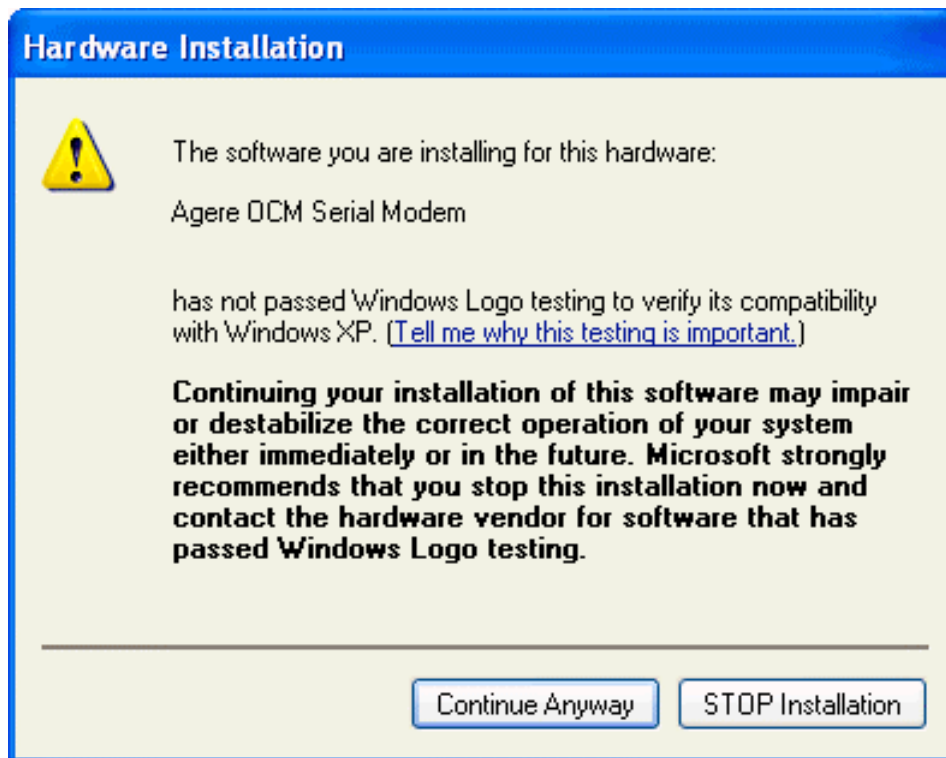 Hardware Installation
The software you are installing for this hardware:
Agere OCM Serial Modem
has not passed Windows Logo testing to verify its compatibility
with Windows XP. (Tell me why this testing is important.)
Continuing your installation of this software may impair
or destabilize the correct operation of your system
either immediately or in the future. Microsoft strongly
recommends that you stop this installation now and
contact the hardware vendor for software that has
passed Windows Logo testing.
Continue Anyway STOP Installation